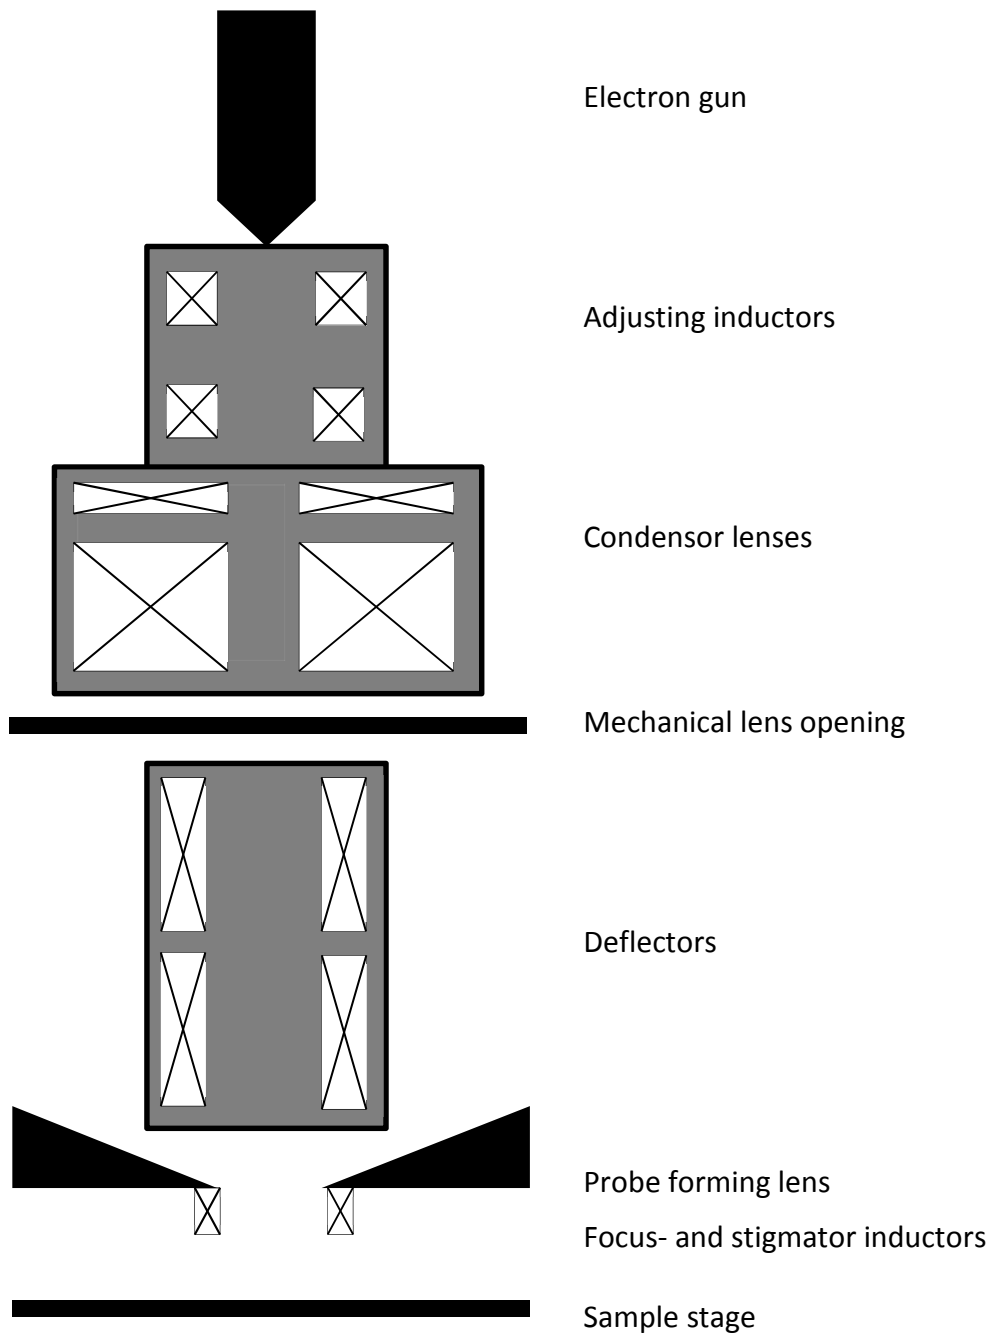 Electron gun
Adjusting inductors
Condensor lenses
Mechanical lens opening
Deflectors
Probe forming lens
Focus- and stigmator inductors
Sample stage